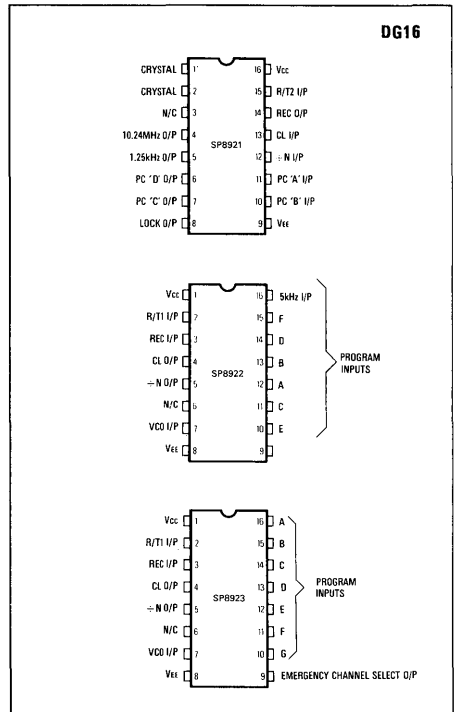 DG16
CRYSTAL 1 16 Vcc
CRYSTAL 2 15 R/T2 I/P
N/C 3 14 REC O/P
10.24MHz O/P 4 13 CL I/P
SP8921
1.25kHz O/P 5 12 ÷N I/P
PC 'D' O/P 6 11 PC 'A' I/P
PC 'C' O/P 7 10 PC 'B' I/P
LOCK O/P 8 9 VEE
Vcc 1 16 5kHz I/P
R/T1 I/P 2 15 F
REC I/P 3 14 D
CL O/P 4 13 B
SP8922
÷N O/P 5 12 A
N/C 6 11 C
VCO I/P 7 10 E
VEE 8 9
PROGRAM
INPUTS
Vcc 1 16 A
R/T1 I/P 2 15 B
REC I/P 3 14 C
CL O/P 4 13 D
SP8923
÷N O/P 5 12 E
N/C 6 11 F
VCO I/P 7 10 G
VEE 8 9 EMERGENCY CHANNEL SELECT O/P
PROGRAM
INPUTS